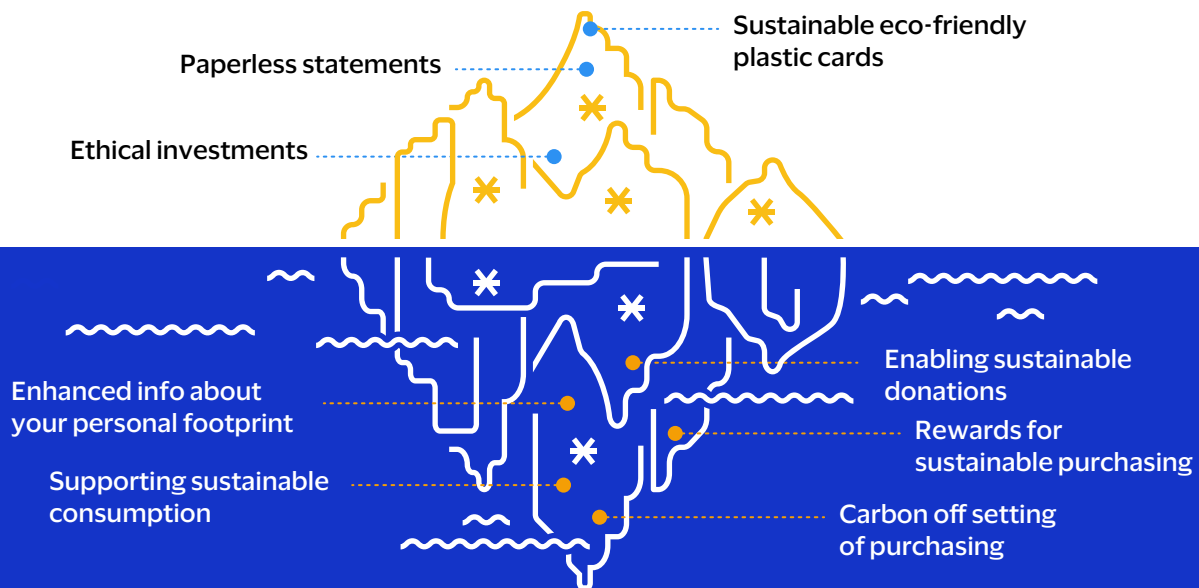 Sustainable eco-friendly
plastic cards
Paperless statements
Ethical investments
Enabling sustainable
donations
Enhanced info about
your personal footprint
Rewards for
sustainable purchasing
Supporting sustainable
consumption
Carbon off setting
of purchasing